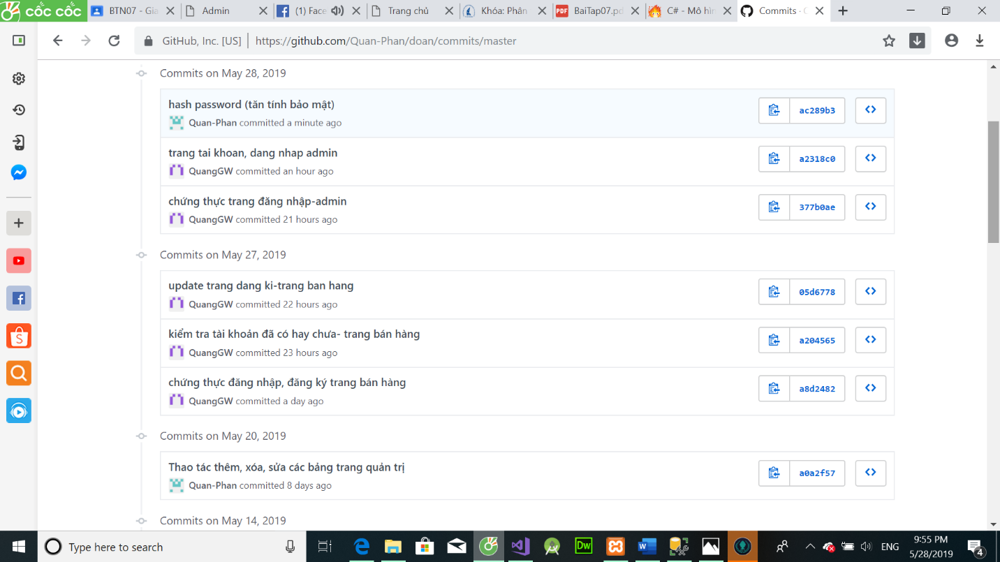 cốc cốc
BTN07 - Gia
Admin
(1) Face
Trang chủ
Khóa: Phân
BaiTap07.pd
C# - Mô hìn
Commits · G
GitHub, Inc. [US]
https://github.com/Quan-Phan/doan/commits/master
Commits on May 28, 2019
hash password (tăn tính bảo mật)
Quan-Phan committed a minute ago
ac289b3
trang tai khoan, dang nhap admin
QuangGW committed an hour ago
a2318c0
chứng thực trang đăng nhập-admin
QuangGW committed 21 hours ago
377b0ae
Commits on May 27, 2019
update trang dang ki-trang ban hang
QuangGW committed 22 hours ago
05d6778
kiểm tra tài khoản đã có hay chưa- trang bán hàng
QuangGW committed 23 hours ago
a204565
chứng thực đăng nhập, đăng ký trang bán hàng
QuangGW committed a day ago
a8d2482
Commits on May 20, 2019
Thao tác thêm, xóa, sửa các bảng trang quản trị
Quan-Phan committed 8 days ago
a0a2f57
Commits on May 14, 2019
Type here to search
Dw
ENG
9:55 PM
5/28/2019
4